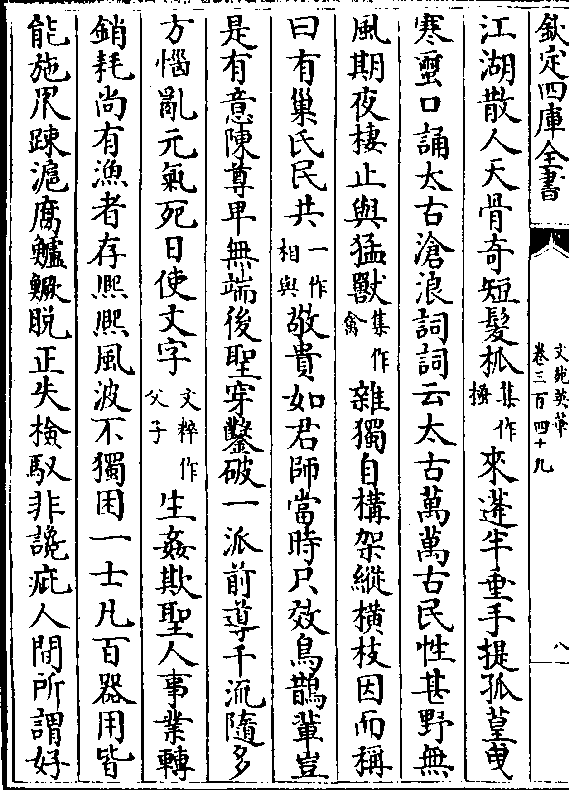 欽定四庫全書
文苑英華
卷三百四十九
八
江湖散人天骨奇短髮抓集作搔來蓬半垂手提孤篁曳
寒蠒口誦太古滄浪詞詞云太古萬萬古民性甚野無
風期夜棲止與猛獸集作禽雜獨自構架縱橫枝因而稱
曰有巢氏民共一作相與敬貴如君師當時只效鳥鵲輩豈
是有意陳尊卑無端後聖穿鑿破一派前導千流隨多
方惱亂元氣死日使文字文粹作父子生姦欺聖人事業轉
銷耗尚有漁者存熙熙風波不獨困一士凡百器用皆
能施罛踈滬腐鱸鱖脫正失檢馭非讒疵人間所謂好